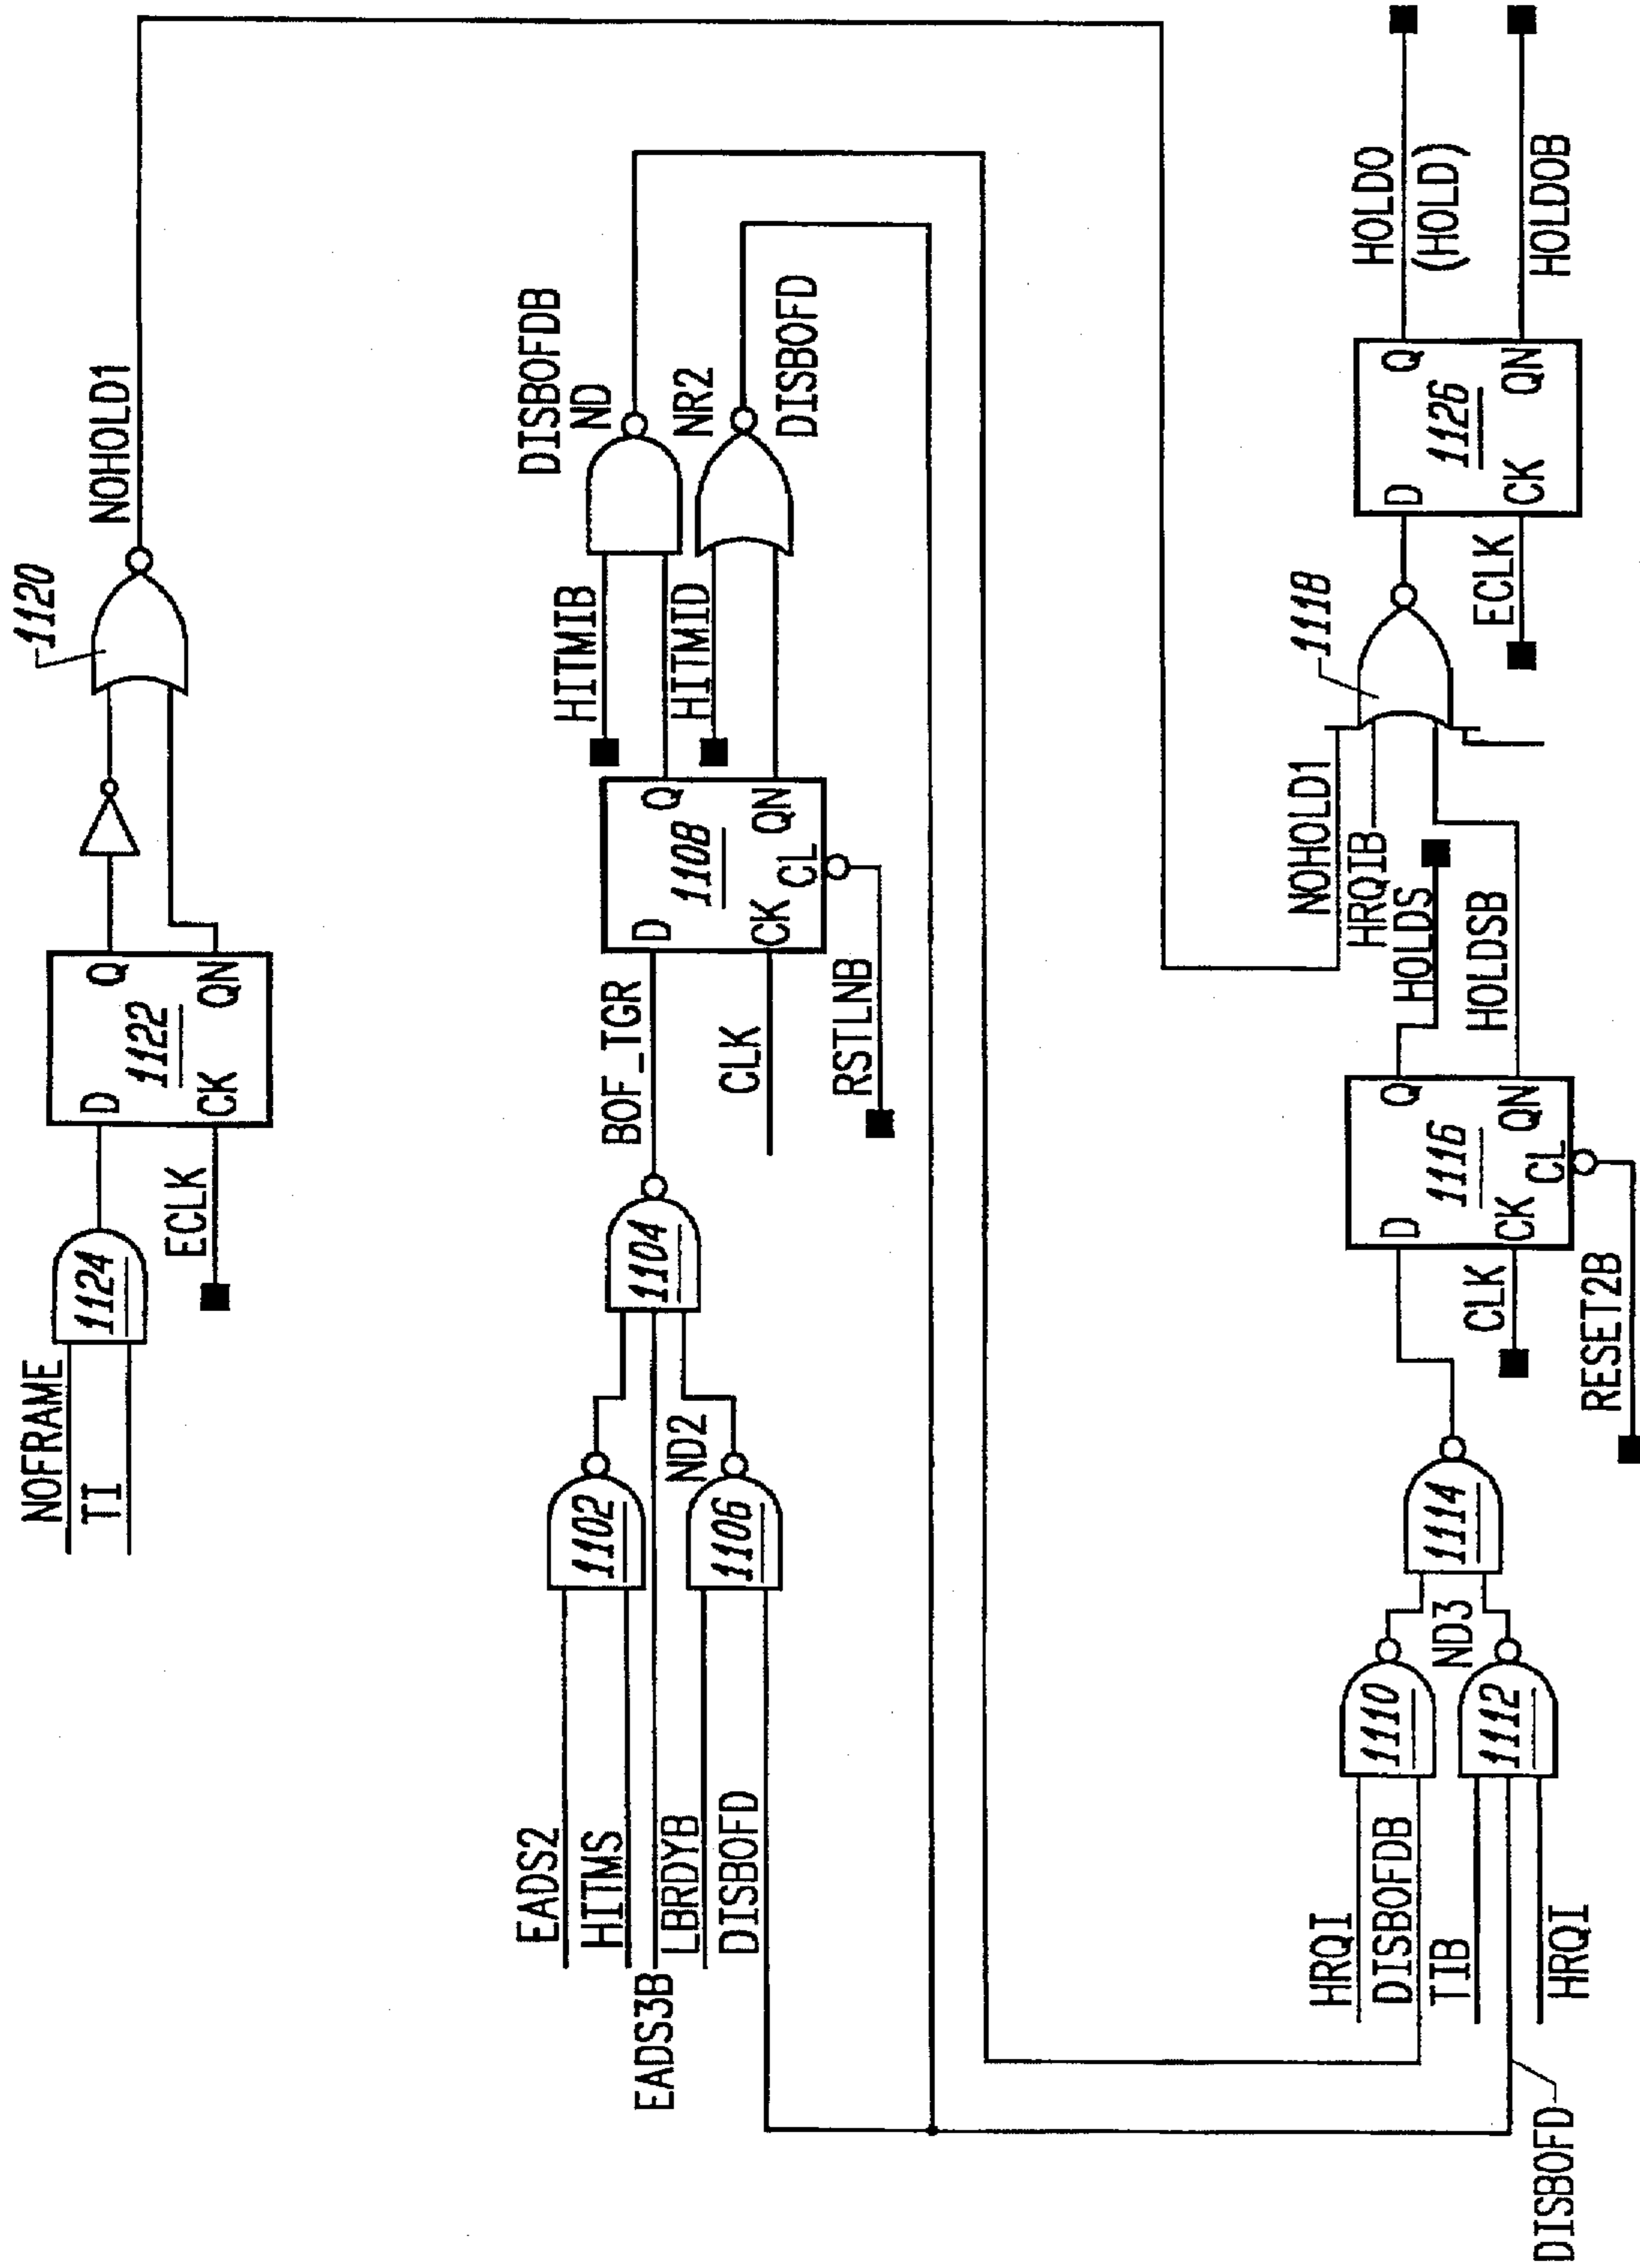 NOFRAME
TI
1124
ECLK
D
1122
CK
Q
QN
1120
NOHOLD1
EADS2
HITMS
EADS3B
LBRDYB
DISBOFD
1102
ND2
1106
1104
BOF_TGR
CLK
RSTLNB
D
1108
CK
CL
Q
QN
HITMIB
HITMID
DISBOFDB
ND
NR2
DISBOFD
HRQI
DISBOFDB
TIB
HRQI
DISBOFD
1110
ND3
1112
1114
CLK
RESET2B
D
1116
CK
CL
Q
QN
NOHOLD1
HRQIB
HOLDS
HOLDSB
1118
ECLK
D
1126
CK
Q
QN
HOLDO
(HOLD)
HOLDOB